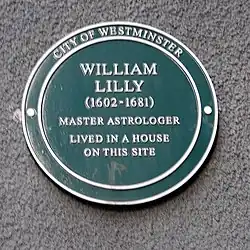 CITY OF WESTMINSTER
WILLIAM
LILLY
(1602-1681)
MASTER ASTROLOGER
LIVED IN A HOUSE
ON THIS SITE